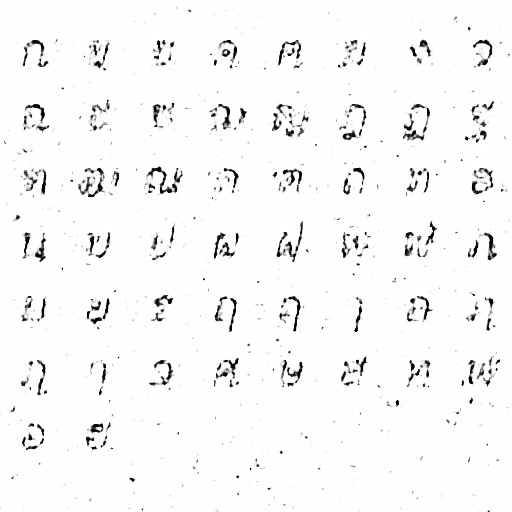 ก ข ฃ ค ฅ ฆ ง จ
ฉ ช ซ ฌ ญ ฎ ฏ ฐ
ฑ ฒ ณ ด ต ถ ท ธ
น บ ป ผ ฝ พ ฟ ภ
ม ย ร ฤ ฤ ๅ ล ฦ
ฦ ๅ ว ศ ษ ส ห ฬ
อ ฮ